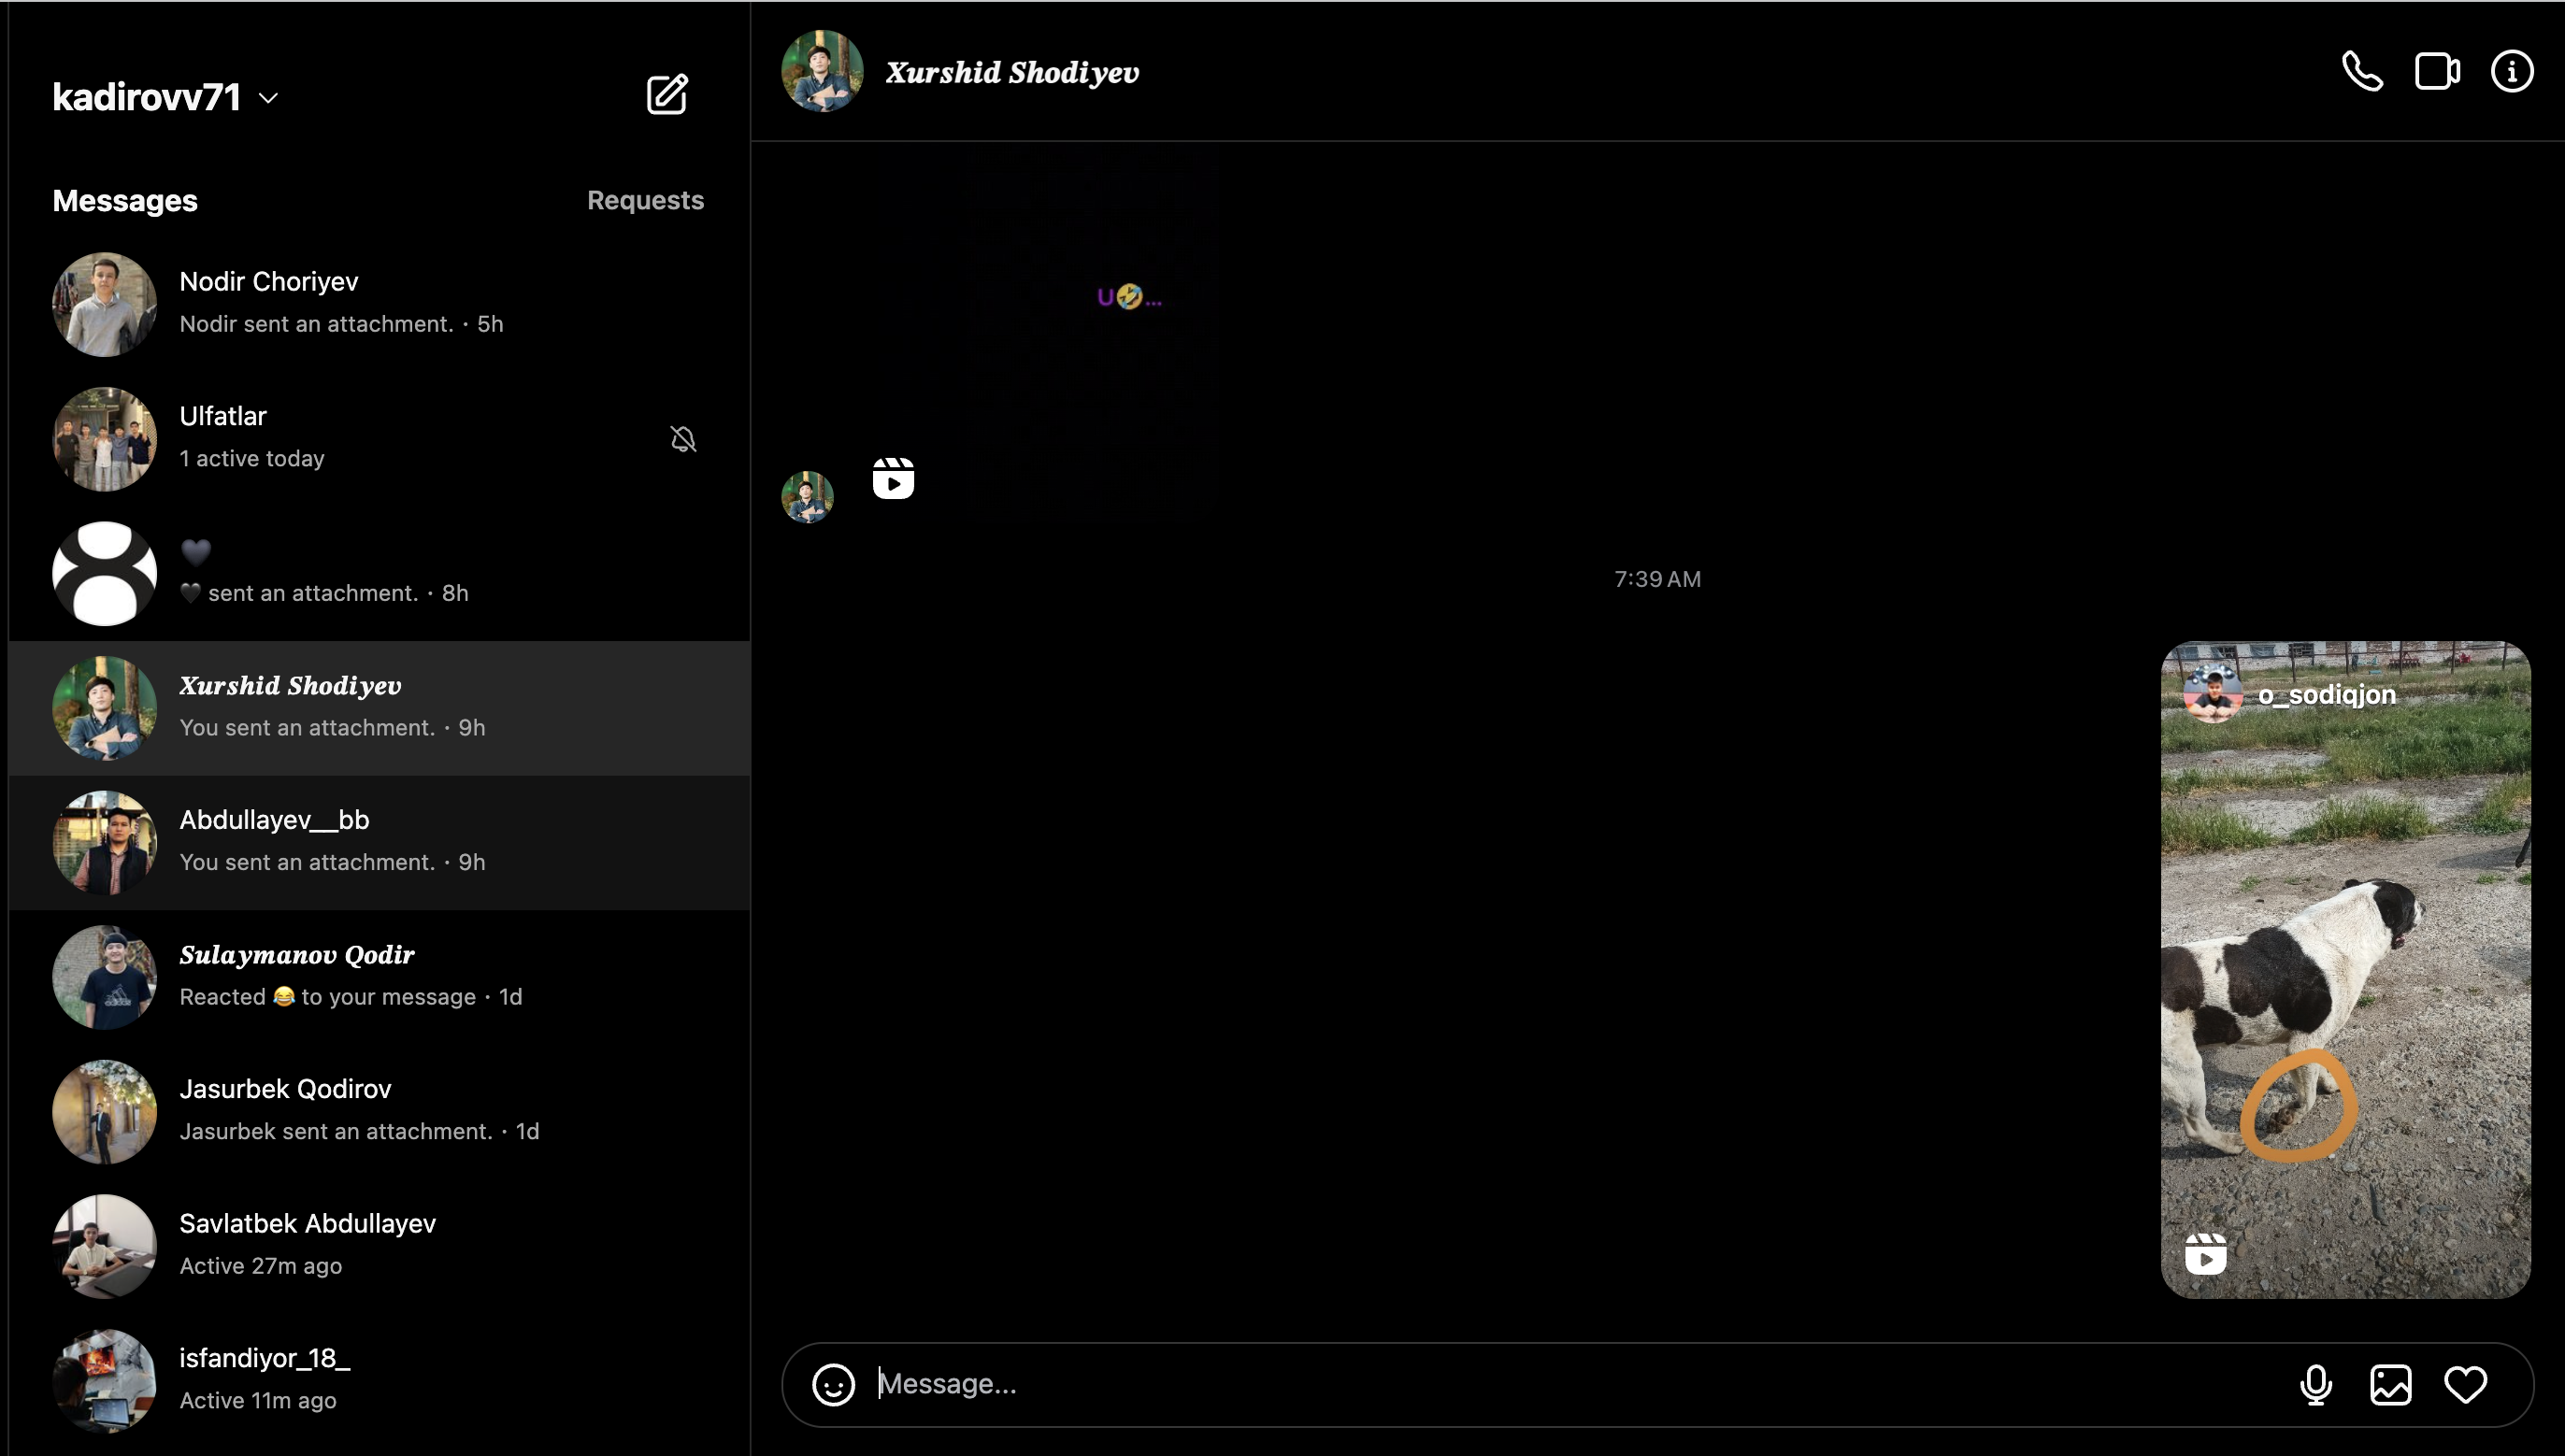 kadirovv71
Messages
Requests
Nodir Choriyev
Nodir sent an attachment. · 5h
Ulfatlar
1 active today
🖤
🖤 sent an attachment. · 8h
Xurshid Shodiyev
You sent an attachment. · 9h
Abdullayev__bb
You sent an attachment. · 9h
Sulaymanov Qodir
Reacted 😂 to your message · 1d
Jasurbek Qodirov
Jasurbek sent an attachment. · 1d
Savlatbek Abdullayev
Active 27m ago
isfandiyor_18_
Active 11m ago
Xurshid Shodiyev
U🤣...
7:39 AM
o_sodiqjon
Message...